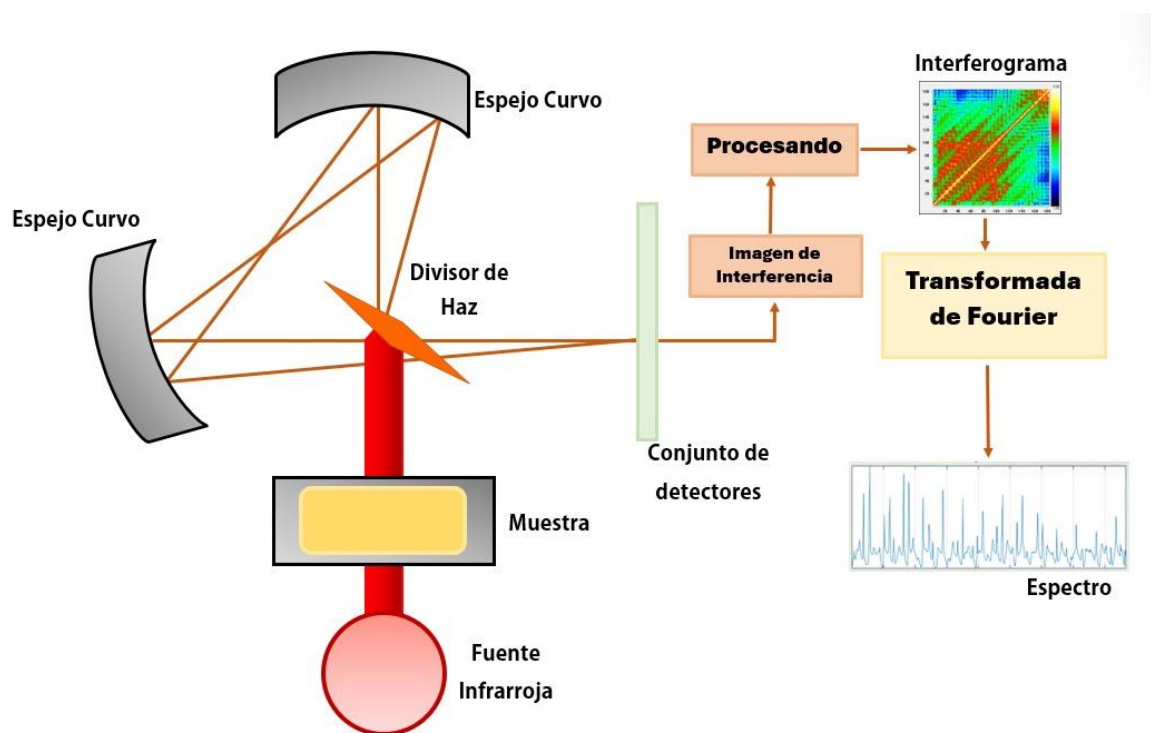 Interferograma
Espejo Curvo
Procesando
Espejo Curvo
Divisor de
Haz
Imagen de
Interferencia
Transformada
de Fourier
Conjunto de
detectores
Muestra
Espectro
Fuente
Infrarroja